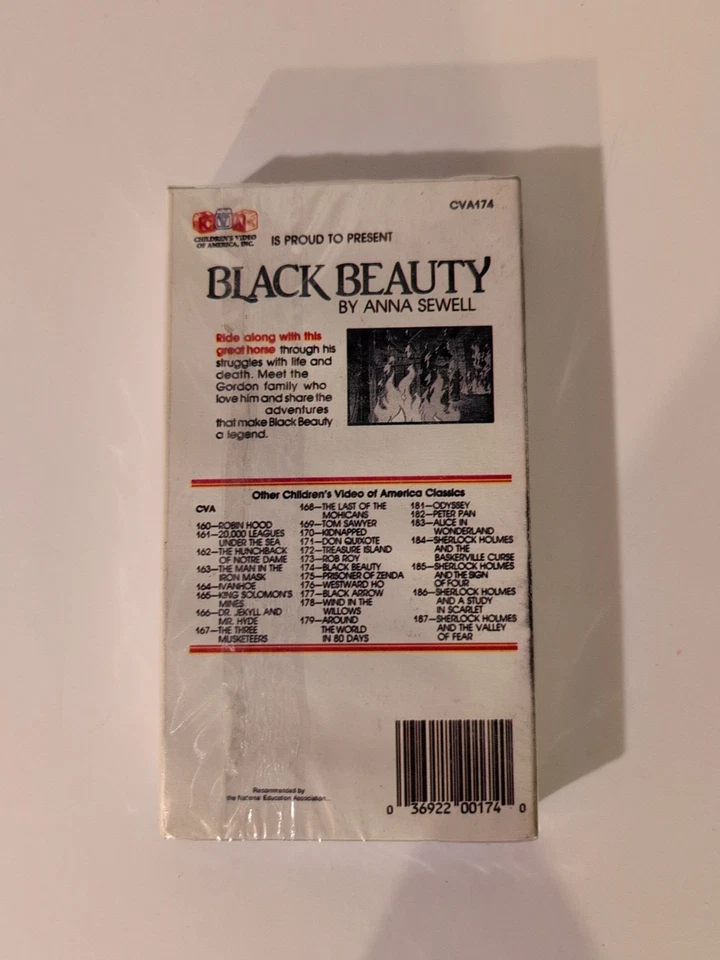 CVA174
CVA
CHILDREN'S VIDEO
OF AMERICA, INC.
IS PROUD TO PRESENT
BLACK BEAUTY
BY ANNA SEWELL
Ride along with this
great horse through his
struggles with life and
death. Meet the
Gordon family who
love him and share the
adventures
that make Black Beauty
a legend.
Other Children's Video of America Classics
CVA
160—ROBIN HOOD
161—20,000 LEAGUES
UNDER THE SEA
162—THE HUNCHBACK
OF NOTRE DAME
163—THE MAN IN THE
IRON MASK
164—IVANHOE
165—KING SOLOMON'S
MINES
166—DR. JEKYLL AND
MR. HYDE
167—THE THREE
MUSKETEERS
168—THE LAST OF THE
MOHICANS
169—TOM SAWYER
170—KIDNAPPED
171—DON QUIXOTE
172—TREASURE ISLAND
173—ROB ROY
174—BLACK BEAUTY
175—PRISONER OF ZENDA
176—WESTWARD HO
177—BLACK ARROW
178—WIND IN THE
WILLOWS
179—AROUND
THE WORLD
IN 80 DAYS
181—ODYSSEY
182—PETER PAN
183—ALICE IN
WONDERLAND
184—SHERLOCK HOLMES
AND THE
BASKERVILLE CURSE
185—SHERLOCK HOLMES
AND THE SIGN
OF FOUR
186—SHERLOCK HOLMES
AND A STUDY
IN SCARLET
187—SHERLOCK HOLMES
AND THE VALLEY
OF FEAR
Recommended by
the National Education Association...
0 36922 00174 0